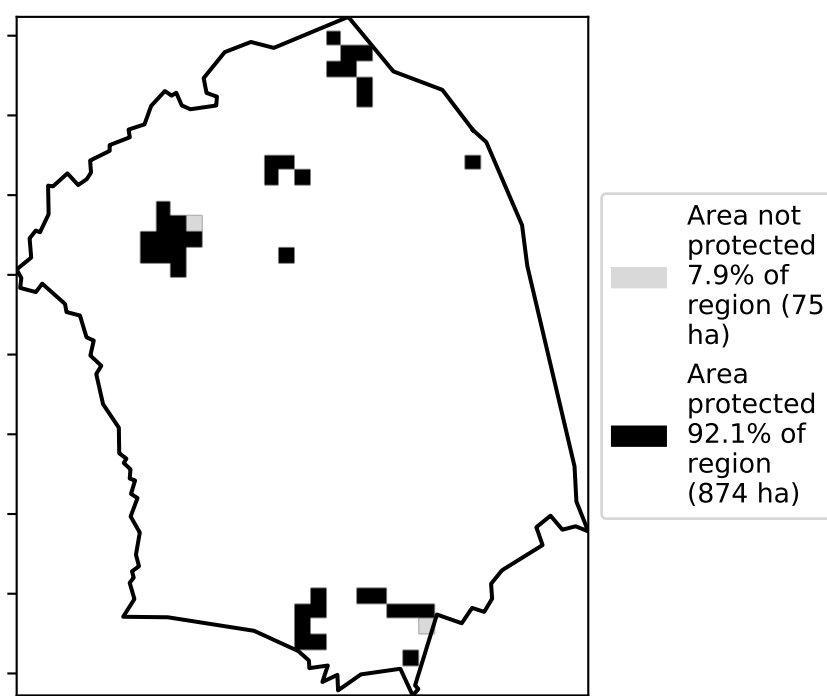 Area not
protected
7.9% of
region (75
ha)
Area
protected
92.1% of
region
(874 ha)